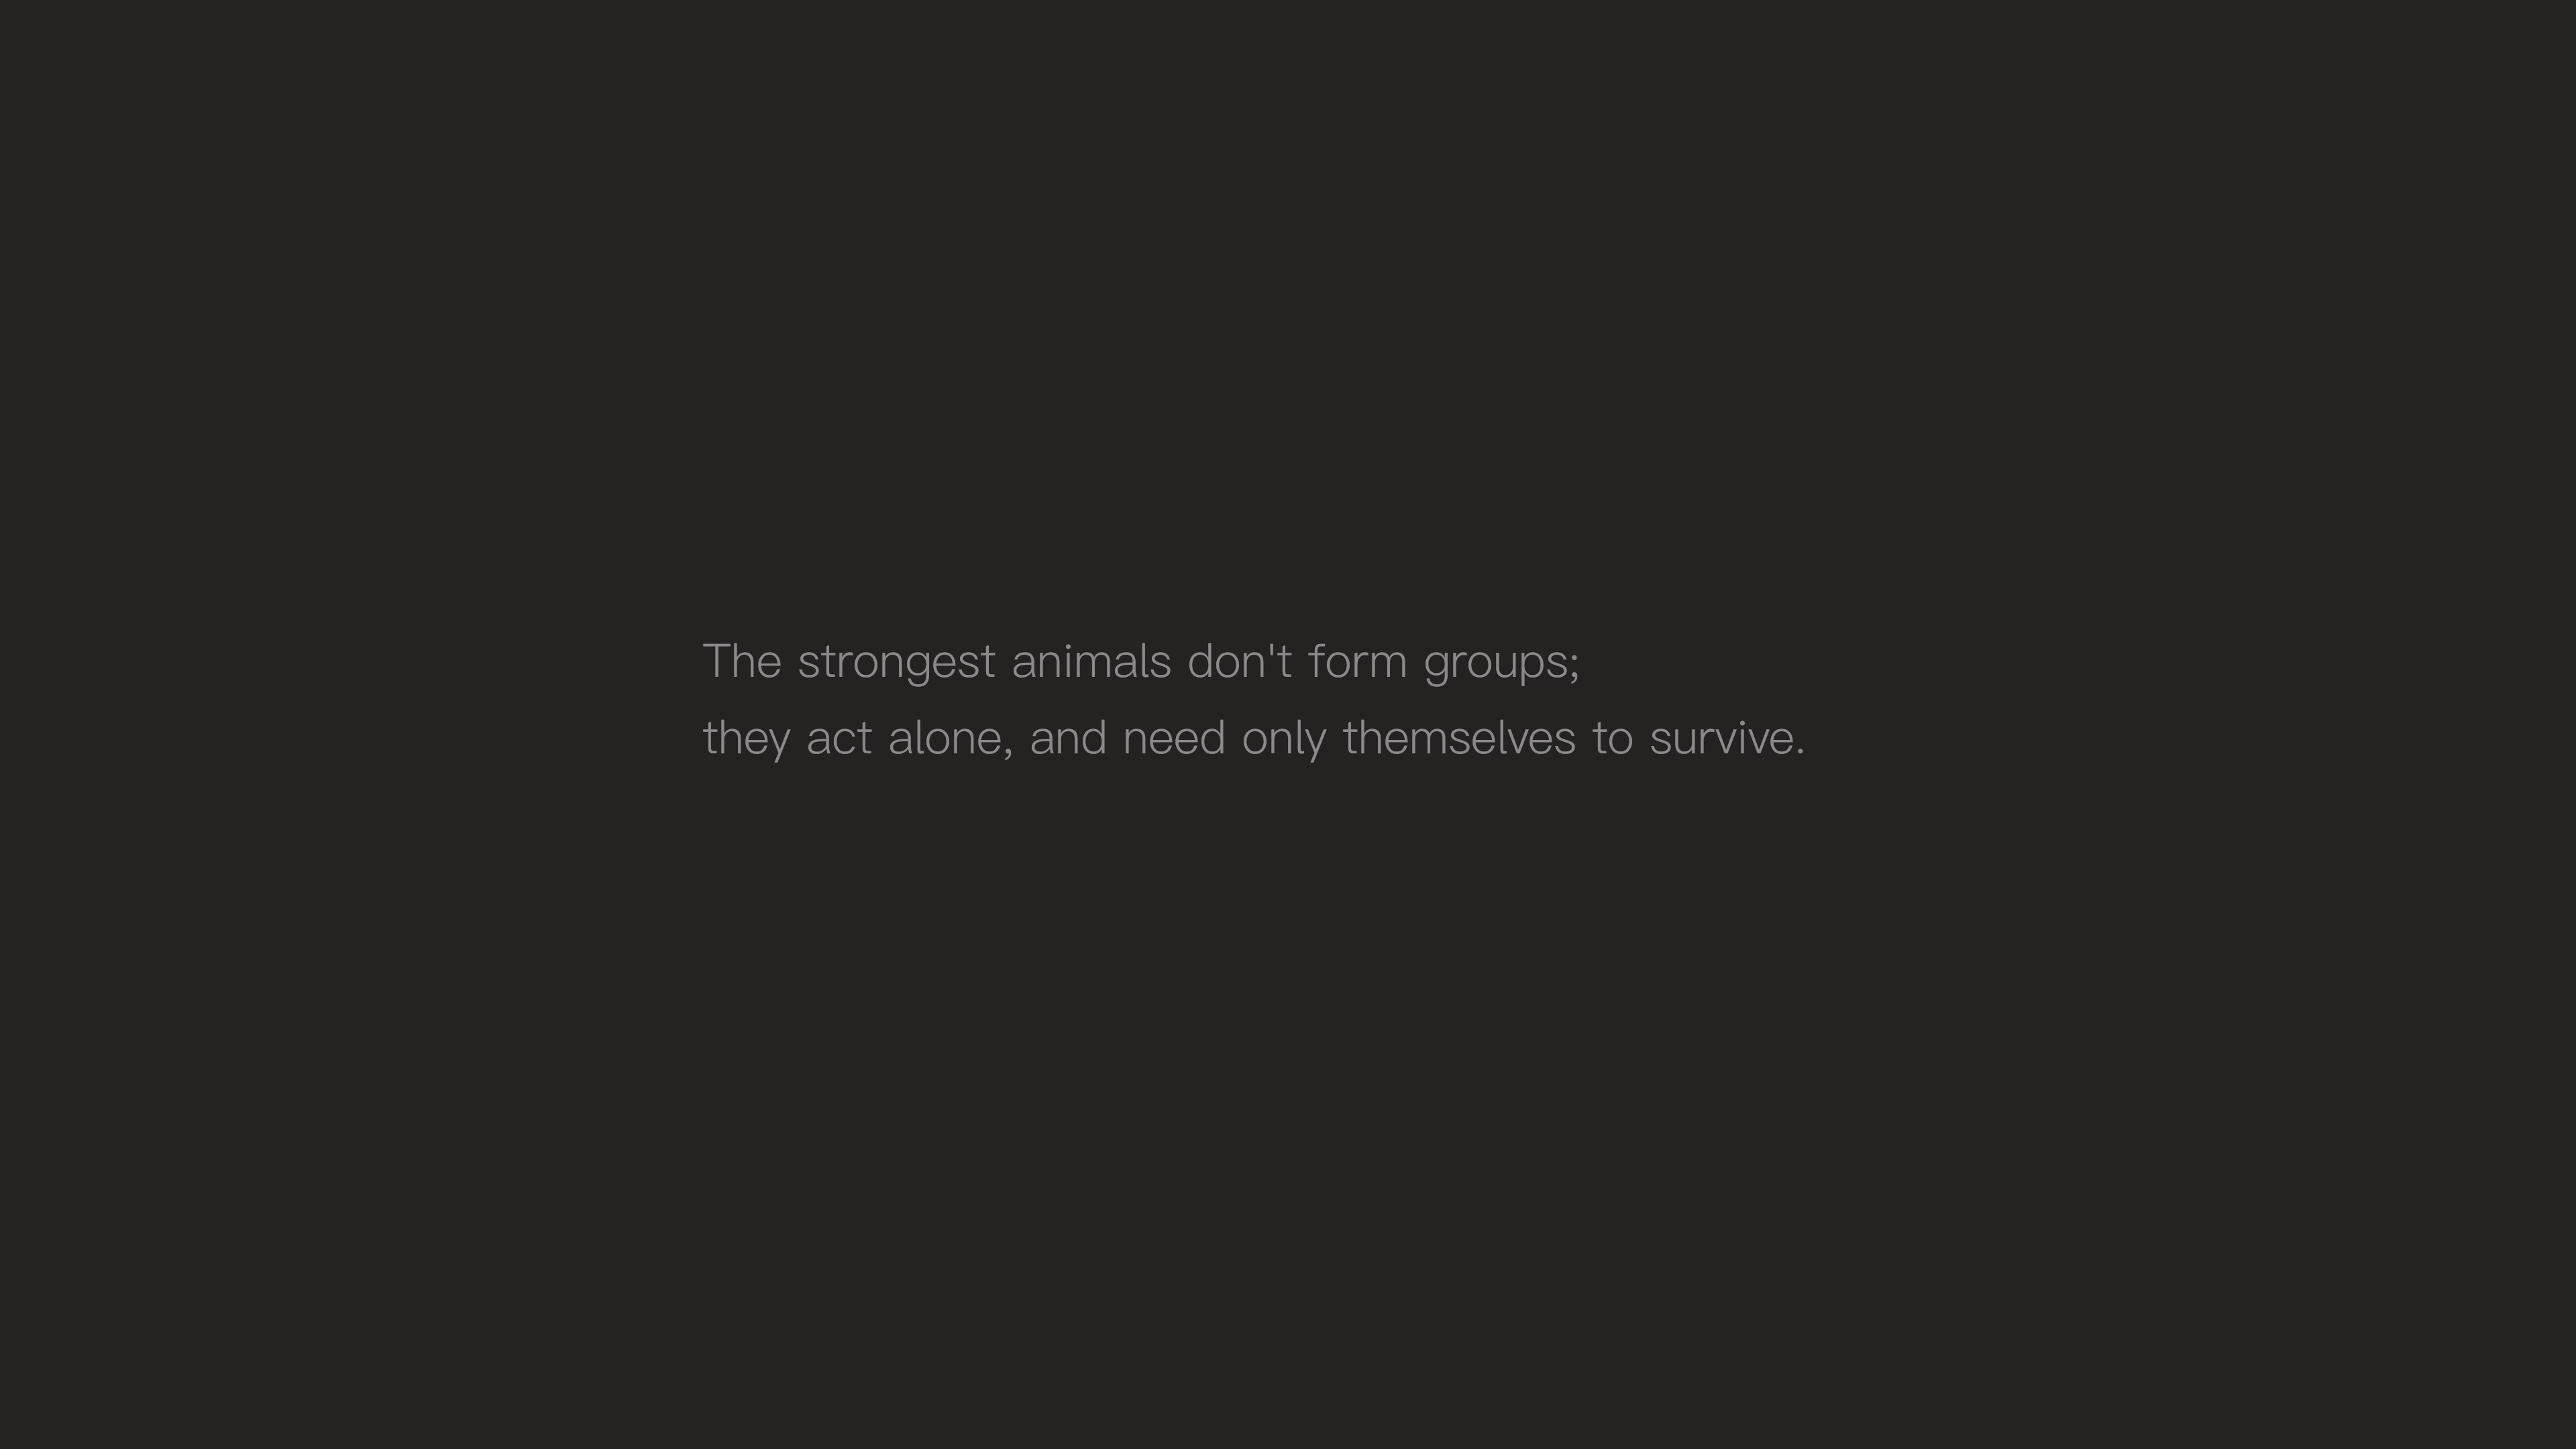 The strongest animals don't form groups;
they act alone, and need only themselves to survive.